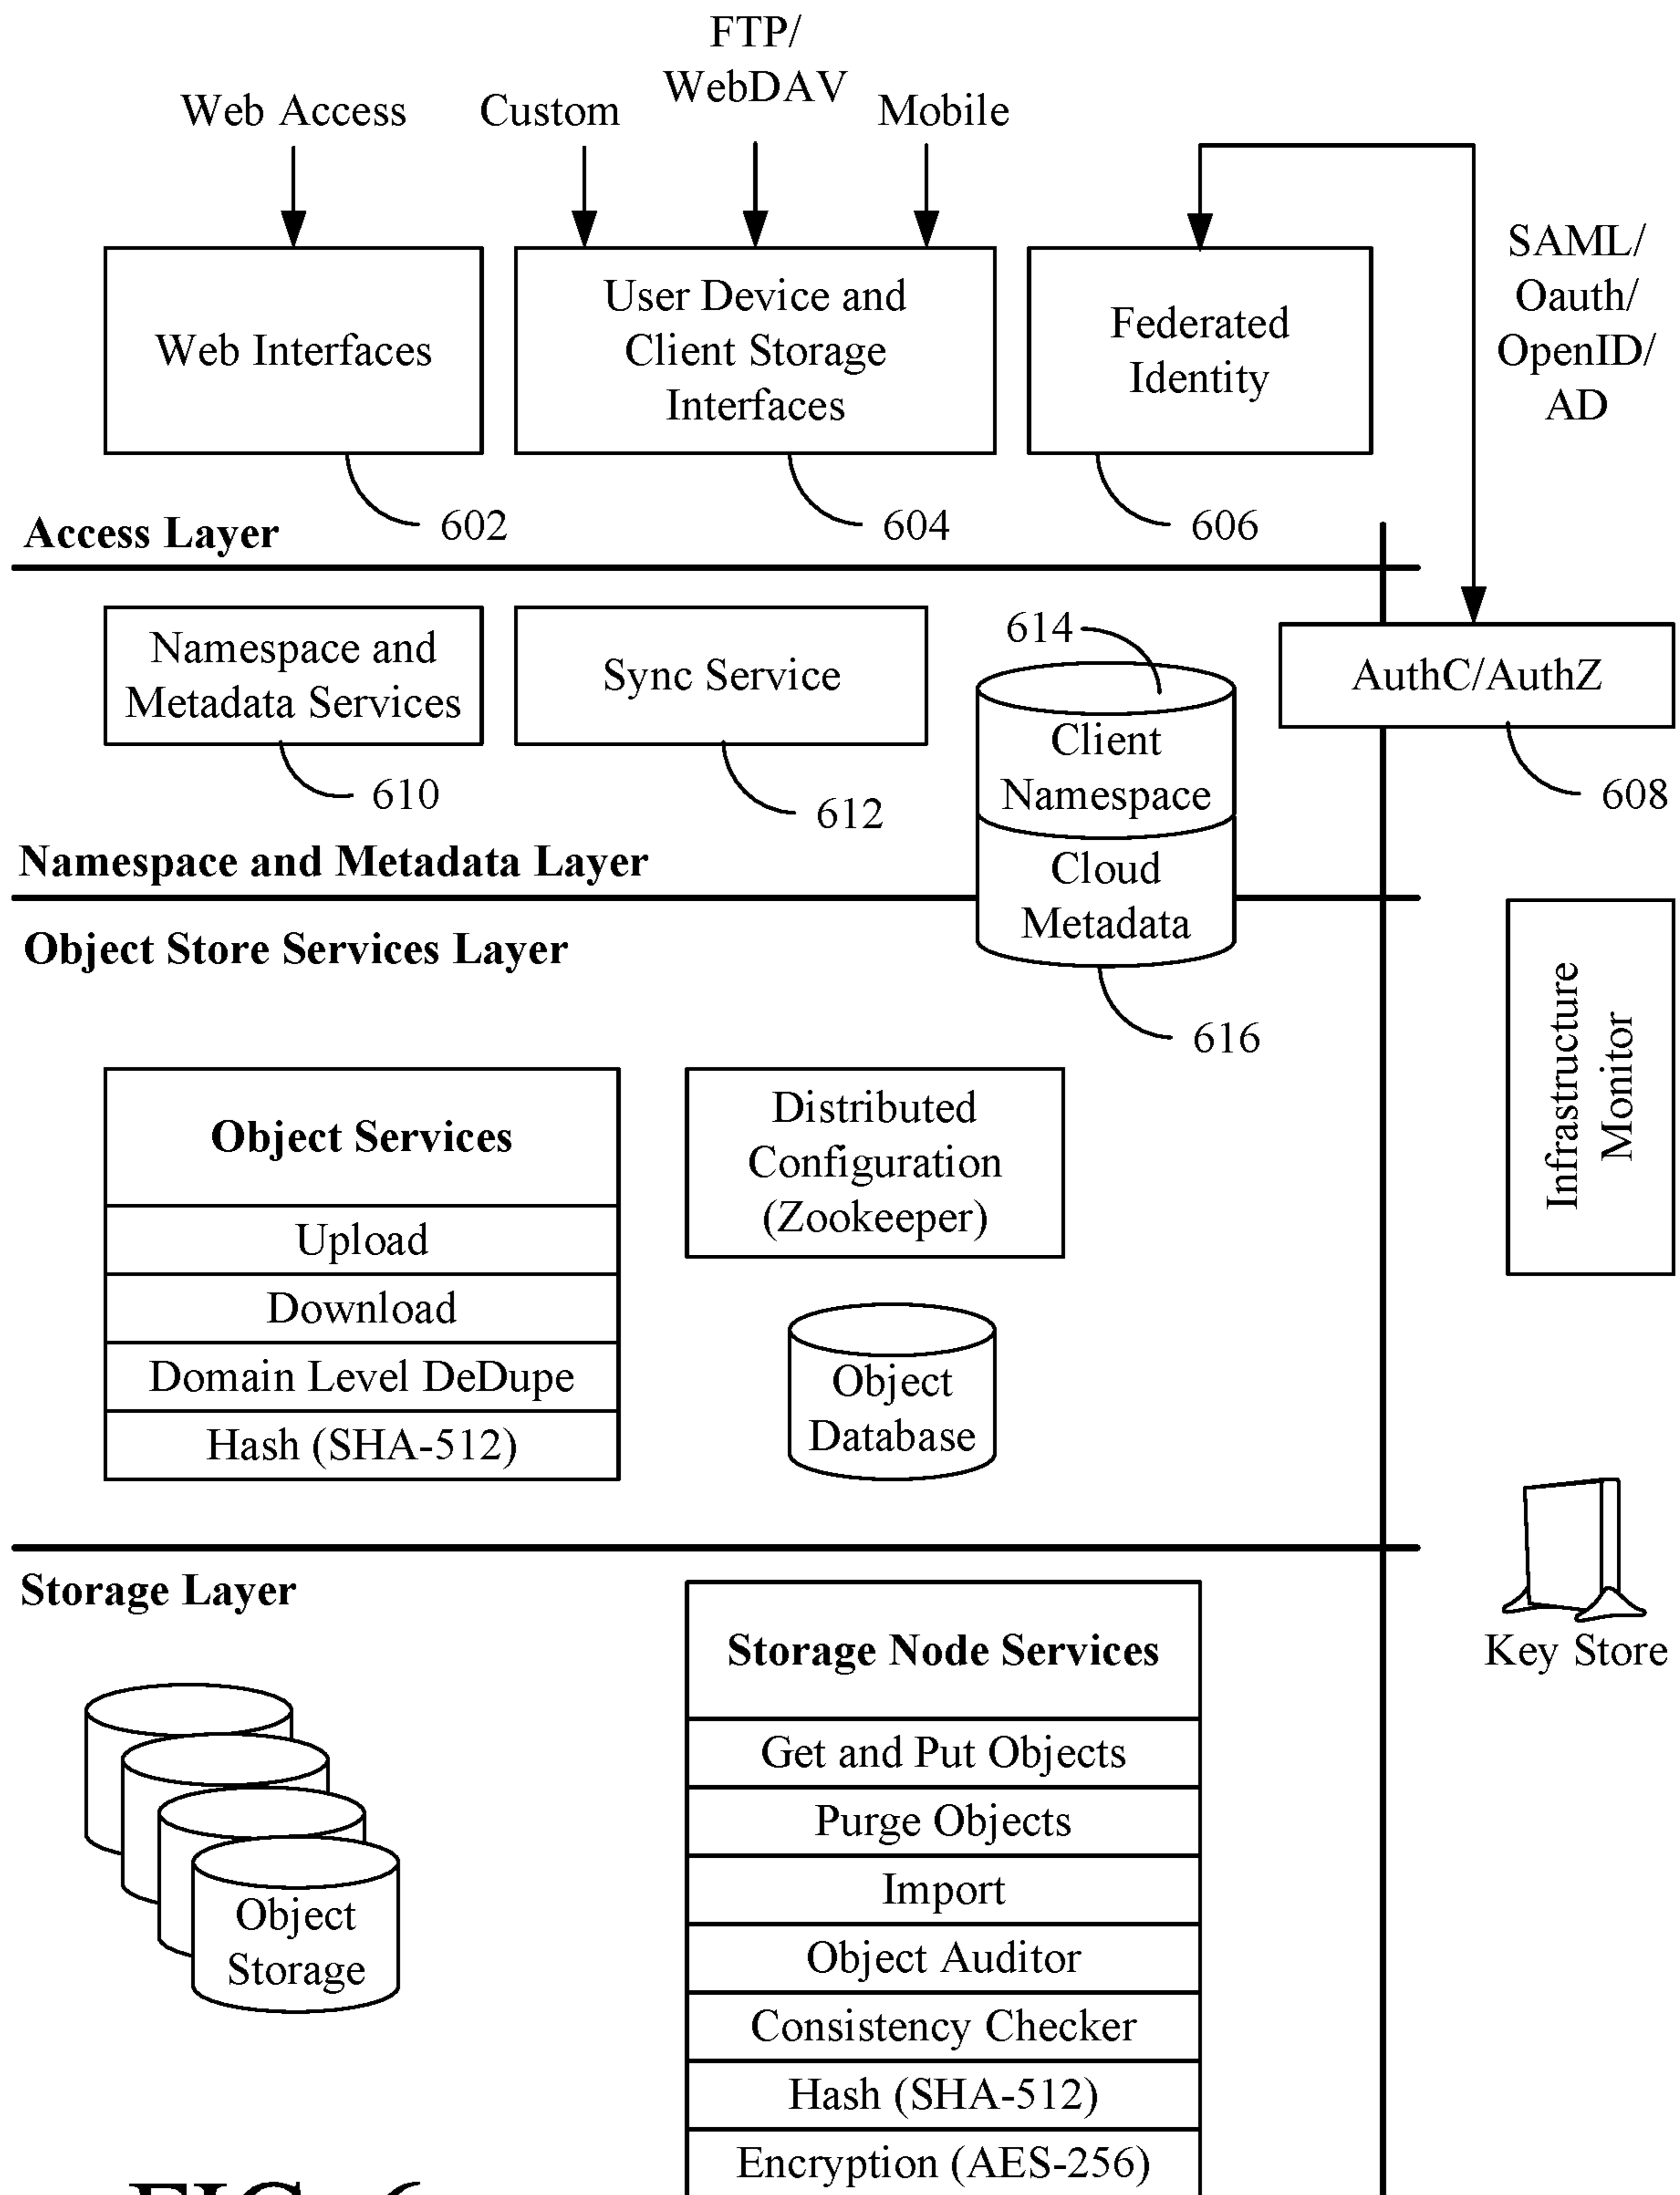 FTP/
WebDAV
Web Access
Custom
Mobile
Web Interfaces
User Device and
Client Storage
Interfaces
Federated
Identity
SAML/
Oauth/
OpenID/
AD
602
604
606
Access Layer
Namespace and
Metadata Services
Sync Service
614
Client
Namespace
Cloud
Metadata
AuthC/AuthZ
610
612
608
Namespace and Metadata Layer
Object Store Services Layer
616
Infrastructure
Monitor
Object Services
Upload
Download
Domain Level DeDupe
Hash (SHA-512)
Distributed
Configuration
(Zookeeper)
Object
Database
Key Store
Storage Layer
Object
Storage
Storage Node Services
Get and Put Objects
Purge Objects
Import
Object Auditor
Consistency Checker
Hash (SHA-512)
Encryption (AES-256)
FIG. 6